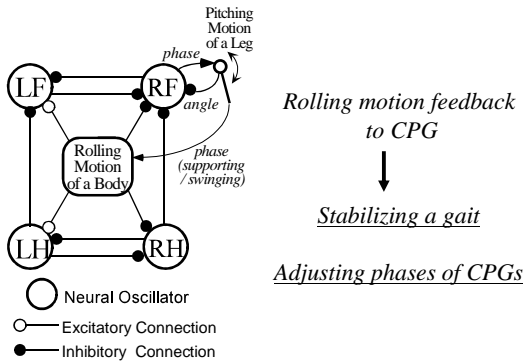 Pitching
Motion
of a Leg
phase
LF
RF
angle
Rolling
Motion
of a Body
phase
(supporting
/swinging)
LH
RH
Neural Oscillator
Excitatory Connection
Inhibitory Connection
Rolling motion feedback
to CPG
Stabilizing a gait
Adjusting phases of CPGs